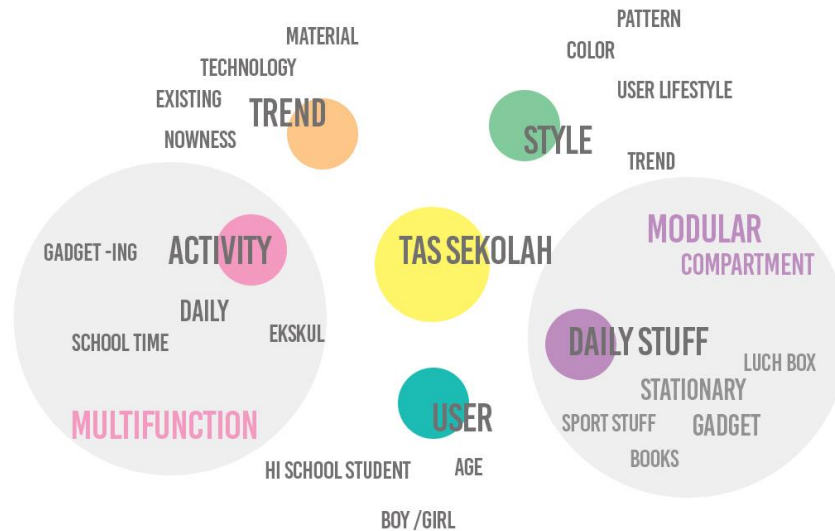 MATERIAL
TECHNOLOGY
EXISTING
TREND
NOWNESS
PATTERN
COLOR
USER LIFESTYLE
STYLE
TREND
GADGET -ING
ACTIVITY
DAILY
SCHOOL TIME
EKSKUL
MULTIFUNCTION
TAS SEKOLAH
MODULAR
COMPARTMENT
DAILY STUFF
LUCH BOX
STATIONARY
SPORT STUFF
GADGET
BOOKS
USER
HI SCHOOL STUDENT
AGE
BOY /GIRL